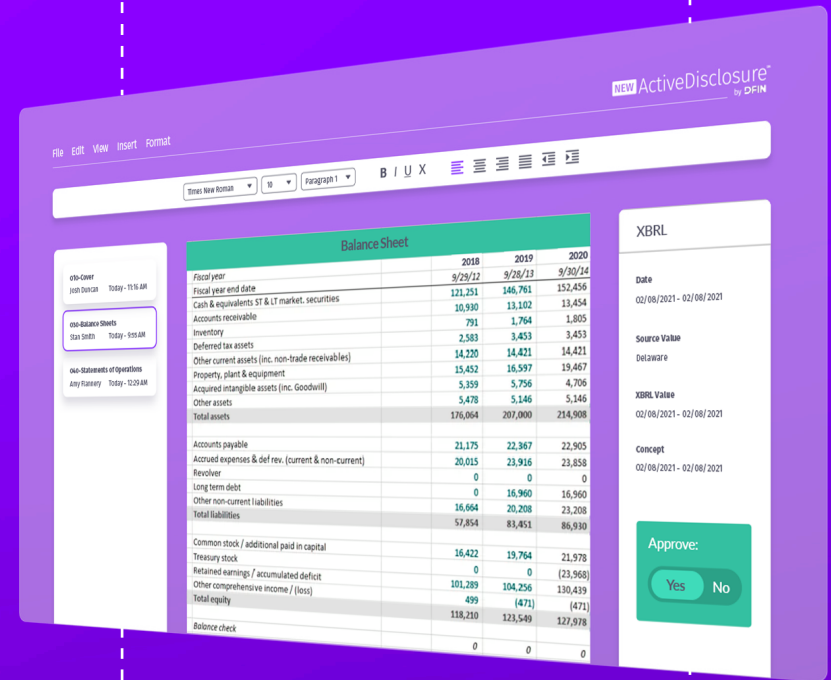 NEW ActiveDisclosure™
by DFIN
File Edit View Insert Format
Times New Roman 10 Paragraph 1 B I U X
010-Cover
Josh Duncan Today - 11:16 AM
030-Balance Sheets
Stan Smith Today - 9:55 AM
040-Statements of Operations
Amy Flannery Today - 12:29 AM
Balance Sheet
2018 2019 2020
Fiscal year 9/29/12 9/28/13 9/30/14
Fiscal year end date
Cash & equivalents ST & LT market. securities 121,251 146,761 152,456
Accounts receivable 10,930 13,102 13,454
Inventory 791 1,764 1,805
Deferred tax assets 2,583 3,453 3,453
Other current assets (inc. non-trade receivables) 14,220 14,421 14,421
Property, plant & equipment 15,452 16,597 19,467
Acquired intangible assets (inc. Goodwill) 5,359 5,756 4,706
Other assets 5,478 5,146 5,146
Total assets 176,064 207,000 214,908
Accounts payable 21,175 22,367 22,905
Accrued expenses & def rev. (current & non-current) 20,015 23,916 23,858
Revolver 0 0 0
Long term debt 0 16,960 16,960
Other non-current liabilities 16,664 20,208 23,208
Total liabilities 57,854 83,451 86,930
Common stock / additional paid in capital 16,422 19,764 21,978
Treasury stock 0 0 (23,968)
Retained earnings / accumulated deficit 101,289 104,256 130,439
Other comprehensive income / (loss) 499 (471) (471)
Total equity 118,210 123,549 127,978
Balance check 0 0 0
XBRL
Date
02/08/2021 - 02/08/2021
Source Value
Delaware
XBRL Value
02/08/2021 - 02/08/2021
Concept
02/08/2021 - 02/08/2021
Approve:
Yes No